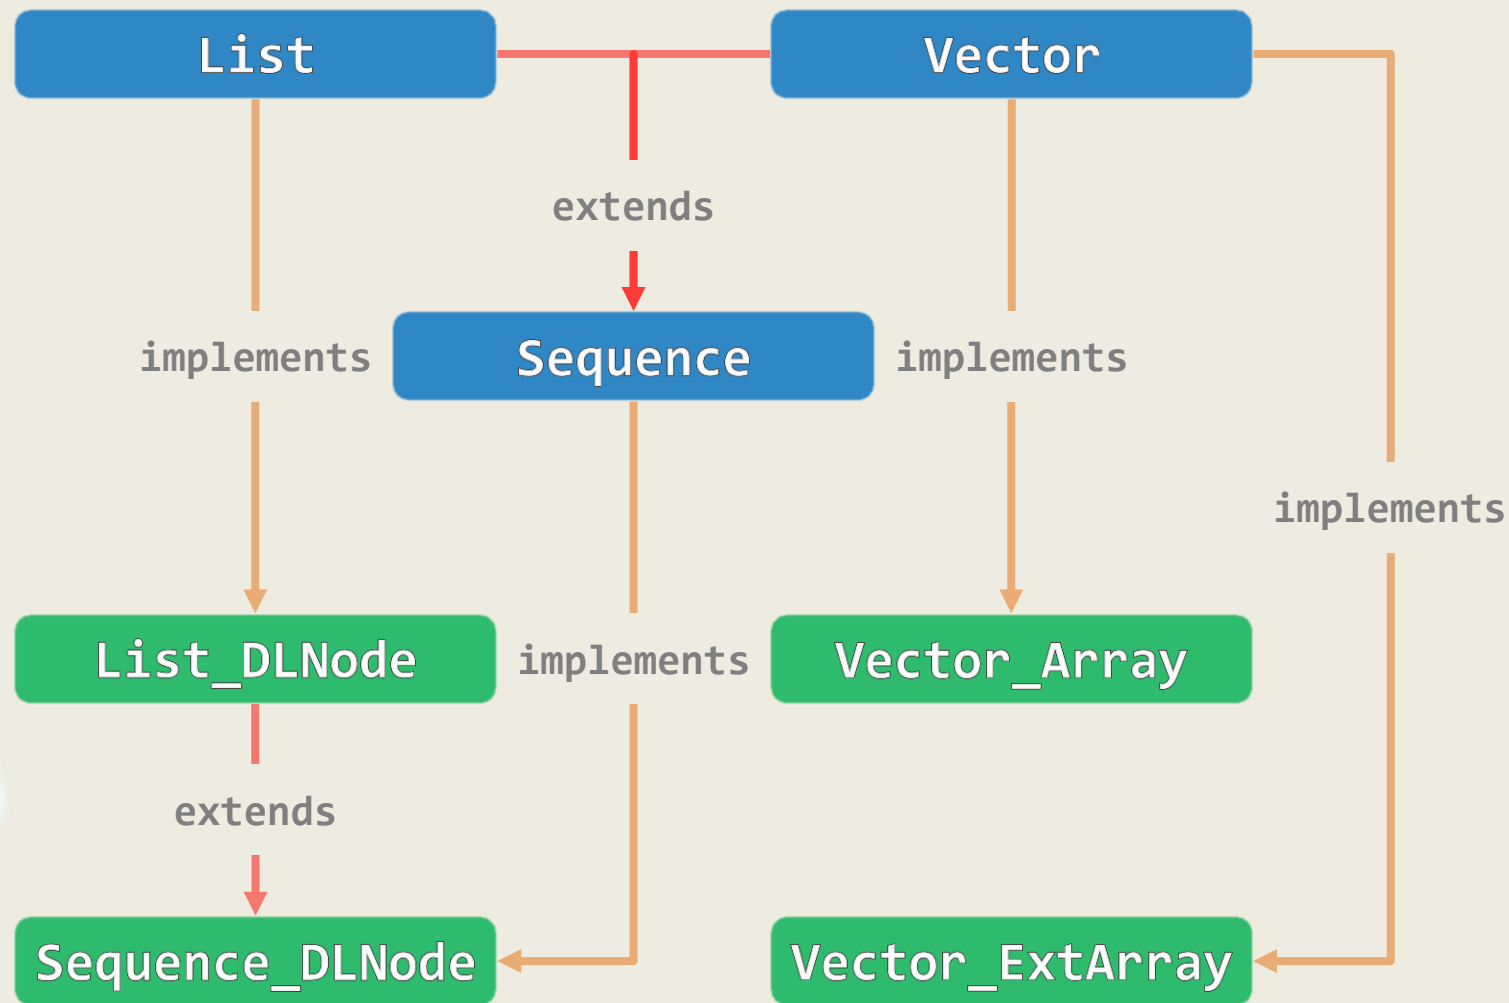 List
Vector
extends
implements
Sequence
implements
implements
List_DLNode
implements
Vector_Array
extends
Sequence_DLNode
Vector_ExtArray